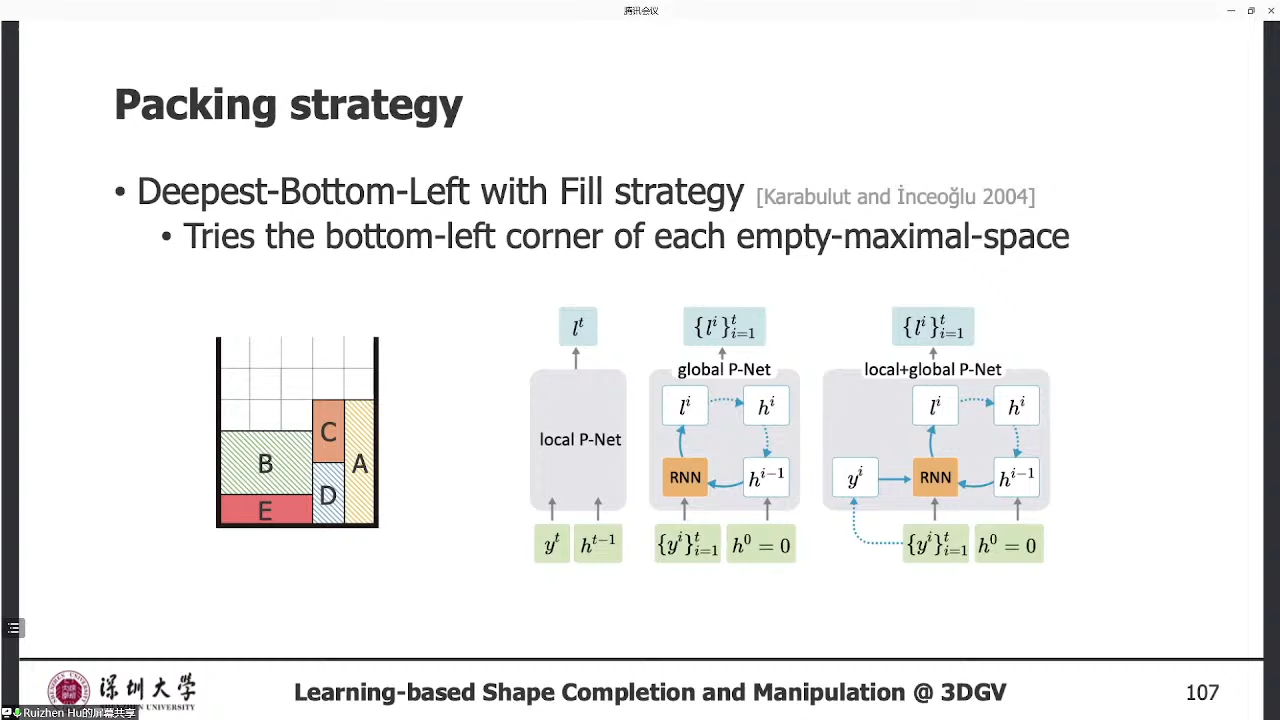 腾讯会议
Packing strategy
• Deepest-Bottom-Left with Fill strategy [Karabulut and İnceoğlu 2004]
• Tries the bottom-left corner of each empty-maximal-space
C
B
A
D
E
l^t
local P-Net
y^t
h^{t-1}
{l^i}_{i=1}^t
global P-Net
l^i
h^i
RNN
h^{i-1}
{y^i}_{i=1}^t
h^0 = 0
{l^i}_{i=1}^t
local+global P-Net
l^i
h^i
y^i
RNN
h^{i-1}
{y^i}_{i=1}^t
h^0 = 0
深圳大学
SHENZHEN UNIVERSITY
Learning-based Shape Completion and Manipulation @ 3DGV
107
Ruizhen Hu的屏幕共享